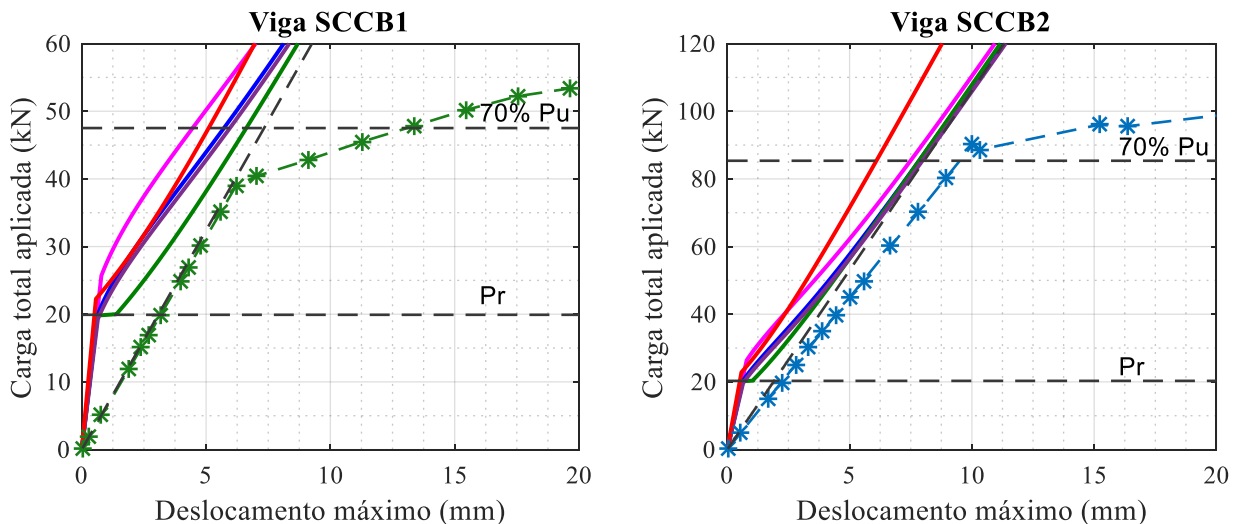 Viga SCCB1
60
50
40
30
20
10
0
70% Pu
Pr
0 5 10 15 20
Carga total aplicada (kN)
Deslocamento máximo (mm)
Viga SCCB2
120
100
80
60
40
20
0
70% Pu
Pr
0 5 10 15 20
Carga total aplicada (kN)
Deslocamento máximo (mm)